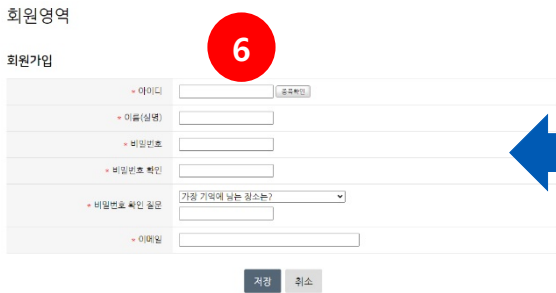 회원영역
6
회원가입
* 아이디 중복확인
* 이름(실명)
* 비밀번호
* 비밀번호 확인
* 비밀번호 확인 질문 가장 기억에 남는 장소는?
* 이메일
저장 취소